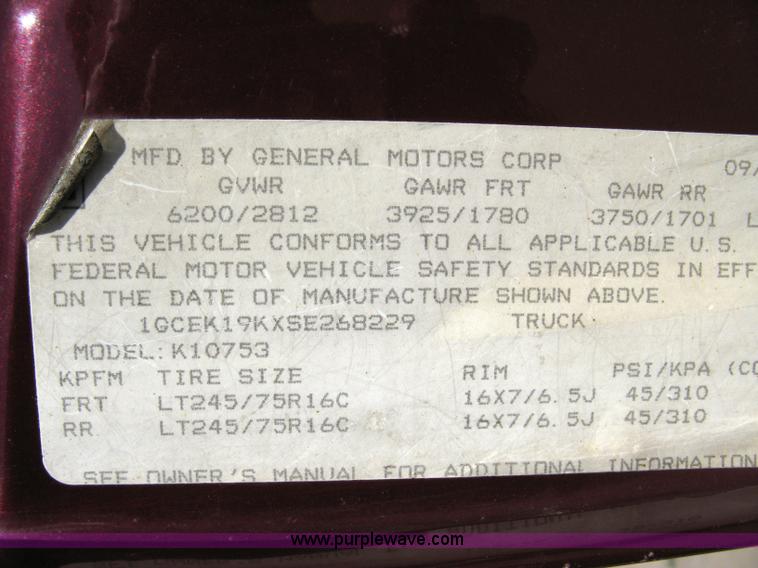 MFD BY GENERAL MOTORS CORP 09/
GVWR GAWR FRT GAWR RR
6200/2812 3925/1780 3750/1701 L
THIS VEHICLE CONFORMS TO ALL APPLICABLE U.S.
FEDERAL MOTOR VEHICLE SAFETY STANDARDS IN EFF
ON THE DATE OF MANUFACTURE SHOWN ABOVE.
1GCEK19KXSE268229 TRUCK
MODEL:K10753
KPFM TIRE SIZE RIM PSI/KPA (CO
FRT LT245/75R16C 16X7/6.5J 45/310
RR LT245/75R16C 16X7/6.5J 45/310
SEE OWNER'S MANUAL FOR ADDITIONAL INFORMATION
www.purplewave.com